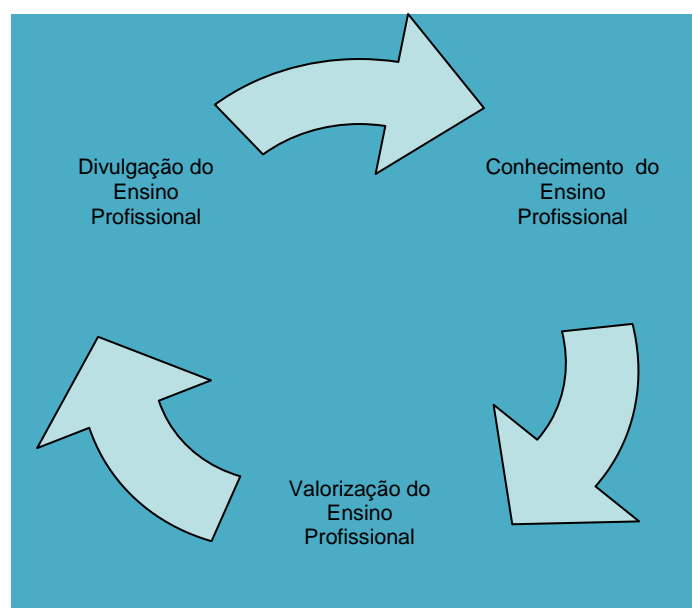 Divulgação do
Ensino
Profissional
Conhecimento do
Ensino
Profissional
Valorização do
Ensino
Profissional